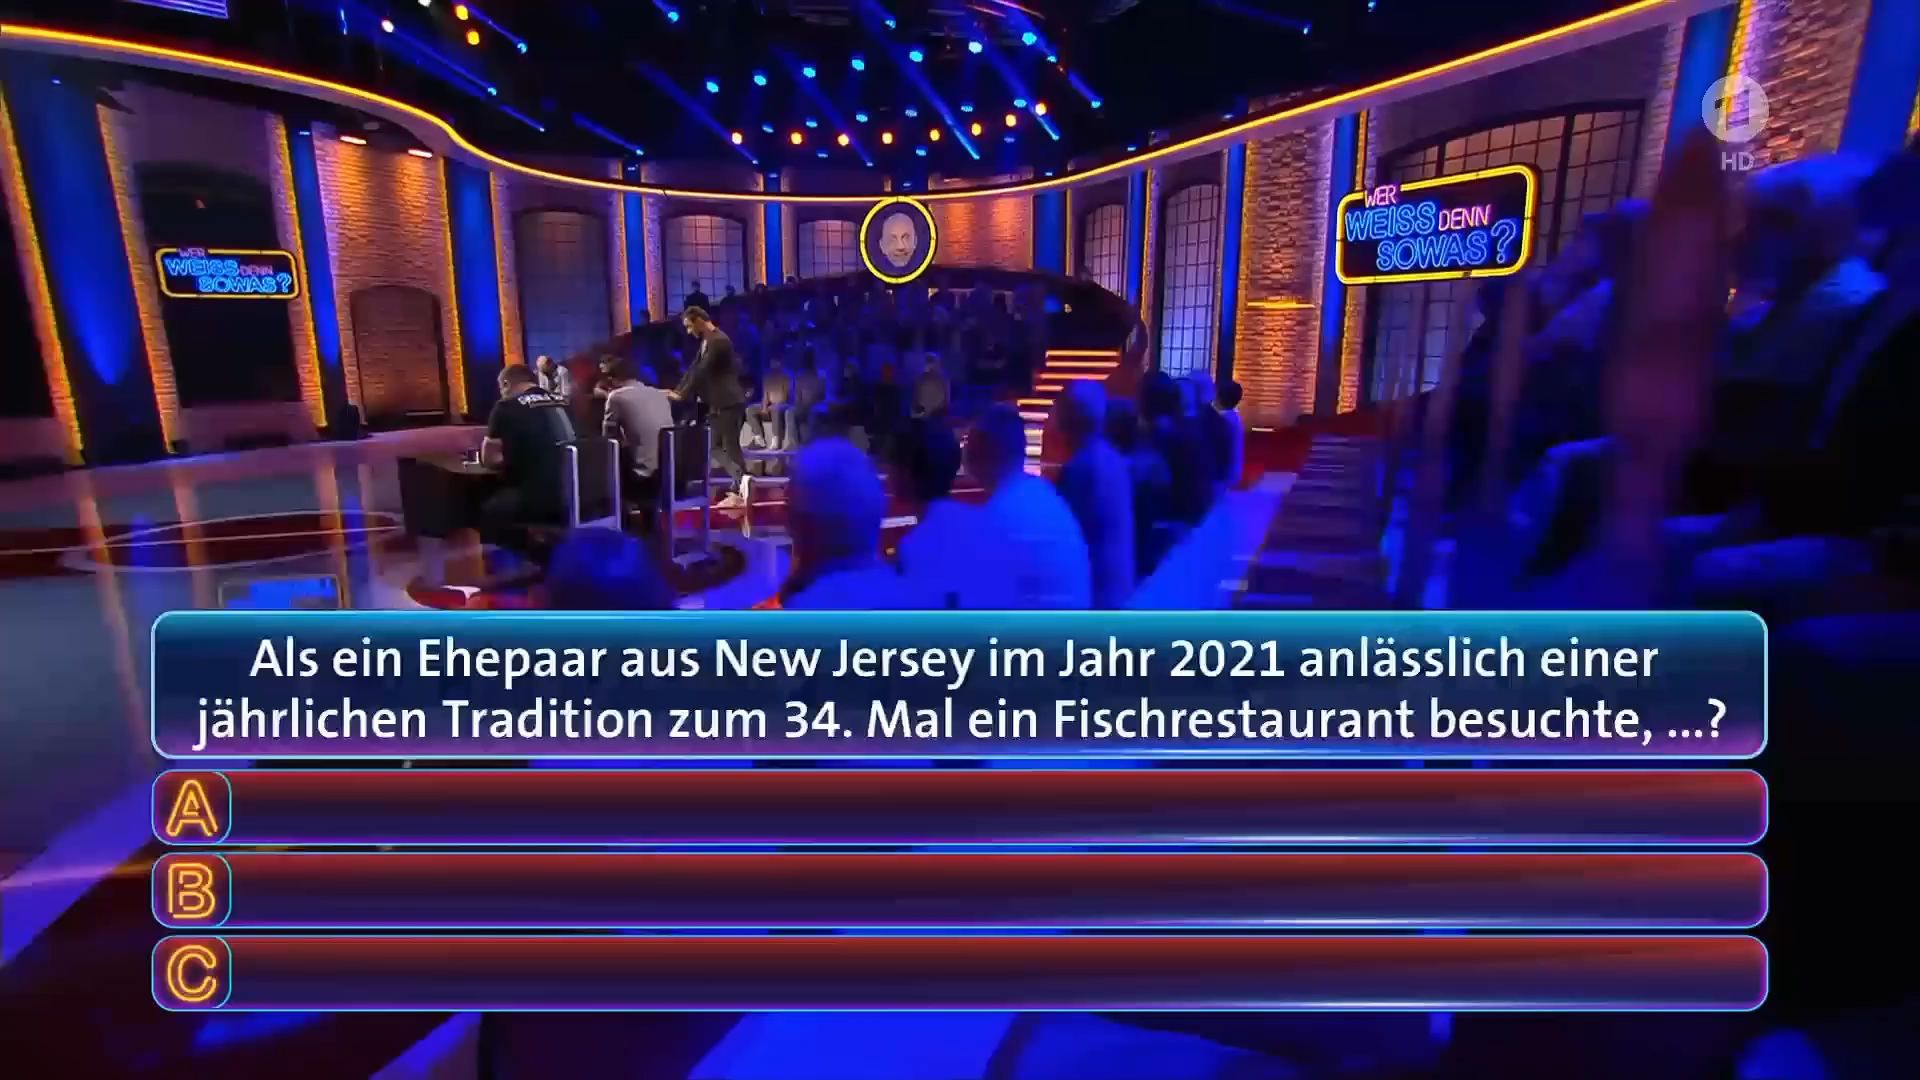 HD
WER
WEISS DENN
SOWAS?
WER
WEISS DENN
SOWAS?
Als ein Ehepaar aus New Jersey im Jahr 2021 anlässlich einer
jährlichen Tradition zum 34. Mal ein Fischrestaurant besuchte, ...?
A
B
C